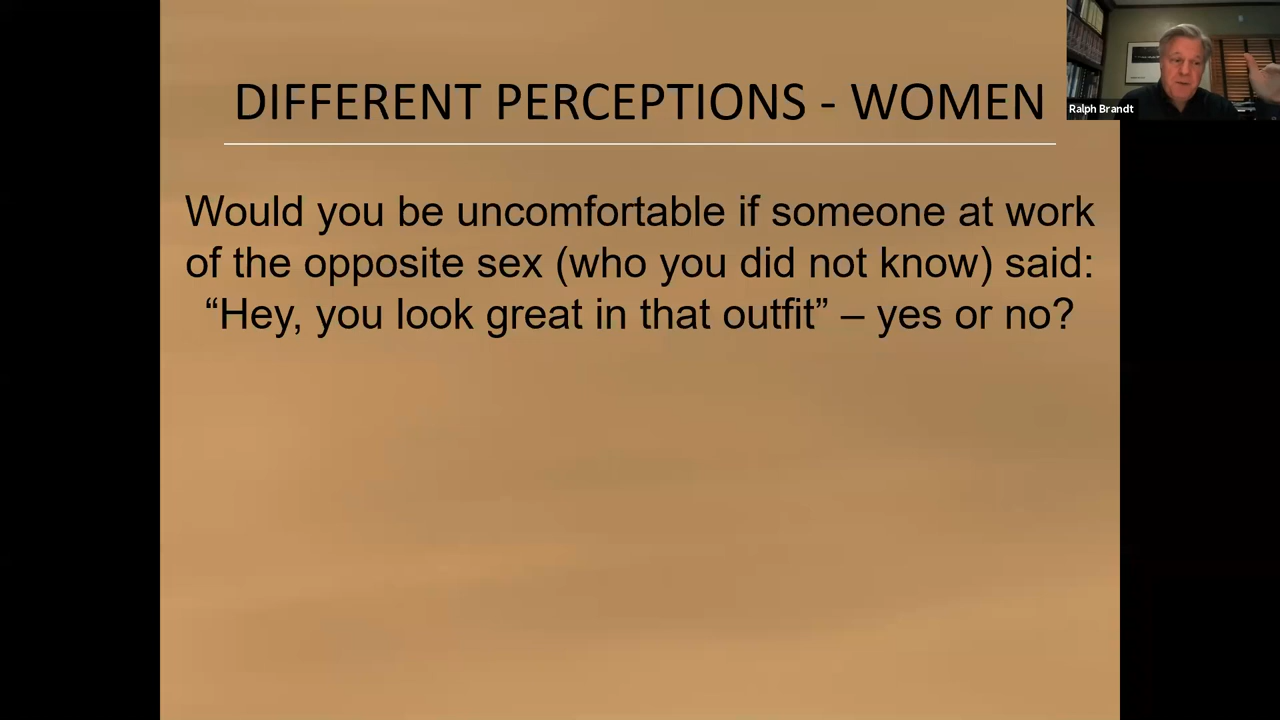 DIFFERENT PERCEPTIONS - WOMEN
Ralph Brandt
Would you be uncomfortable if someone at work
of the opposite sex (who you did not know) said:
“Hey, you look great in that outfit” – yes or no?